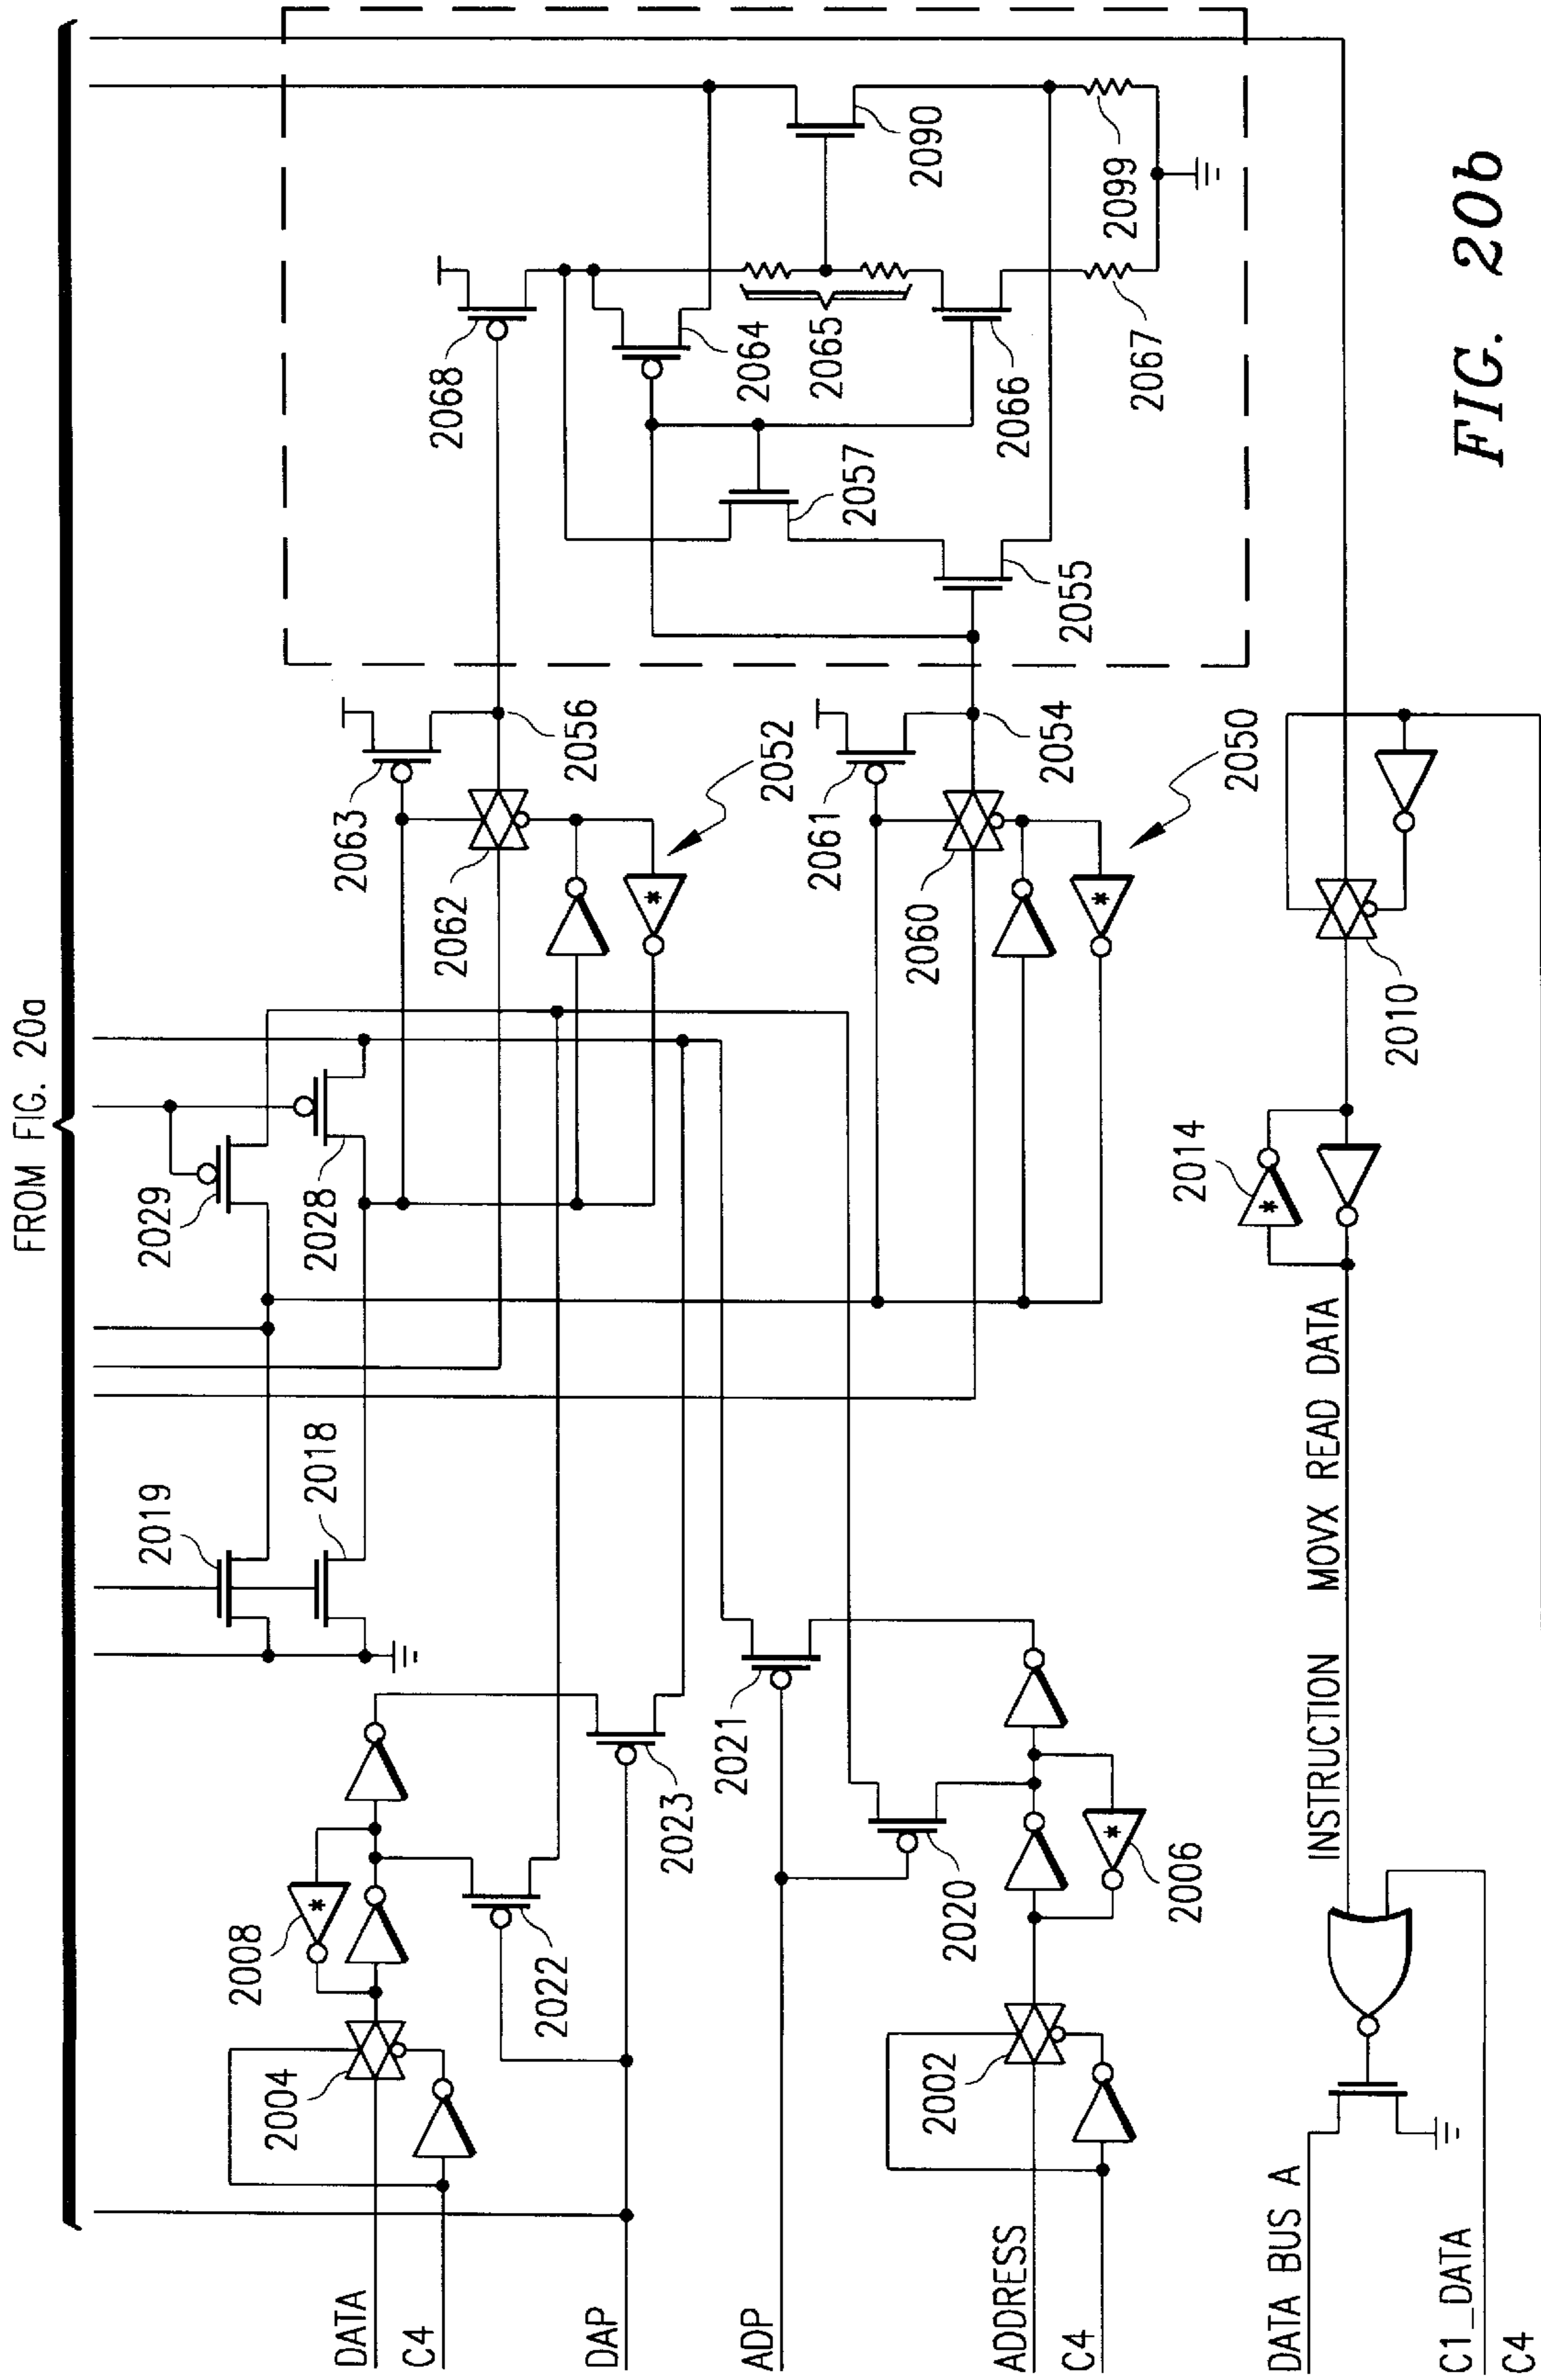 FROM FIG. 20a
2029
2028
2019
2018
2063
2062
2056
2052
2068
2064
2065
2090
2057
2066
2055
2067
2099
2061
2060
2054
2050
DATA
C4
2004
2008
2022
2023
DAP
ADP
2021
2020
2002
2006
ADDRESS
C4
2014
2010
INSTRUCTION MOVX READ DATA
DATA BUS A
C1_DATA
C4
FIG. 20b